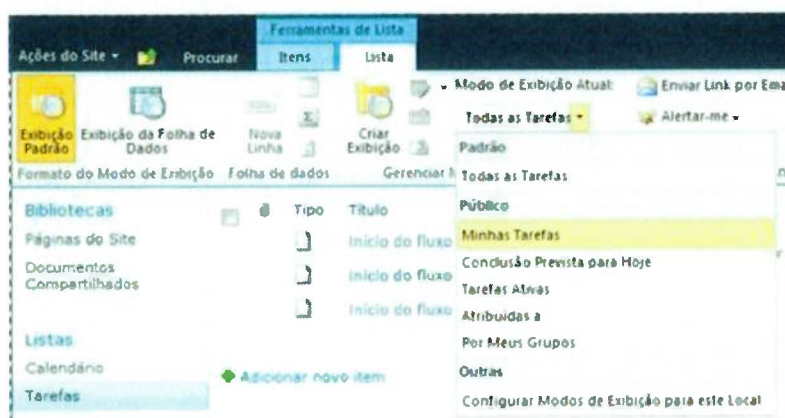 Ferramentas de Lista
Ações do Site Procurar Itens Lista
Modo de Exibição Atual: Enviar Link por Ema
Todas as Tarefas Alertar-me
Exibição Padrão
Exibição da Folha de Dados
Nova Linha
Criar Exibição
Formato do Modo de Exibição Folha de dados Gerenciar
Padrão
Todas as Tarefas
Público
Minhas Tarefas
Conclusão Prevista para Hoje
Tarefas Ativas
Atribuídas a
Por Meus Grupos
Outras
Configurar Modos de Exibição para este Local
Bibliotecas
Páginas do Site
Documentos
Compartilhados
Listas
Calendário
Tarefas
Tipo Título
Início do fluxo
Início do fluxo
Início do fluxo
Adicionar novo item